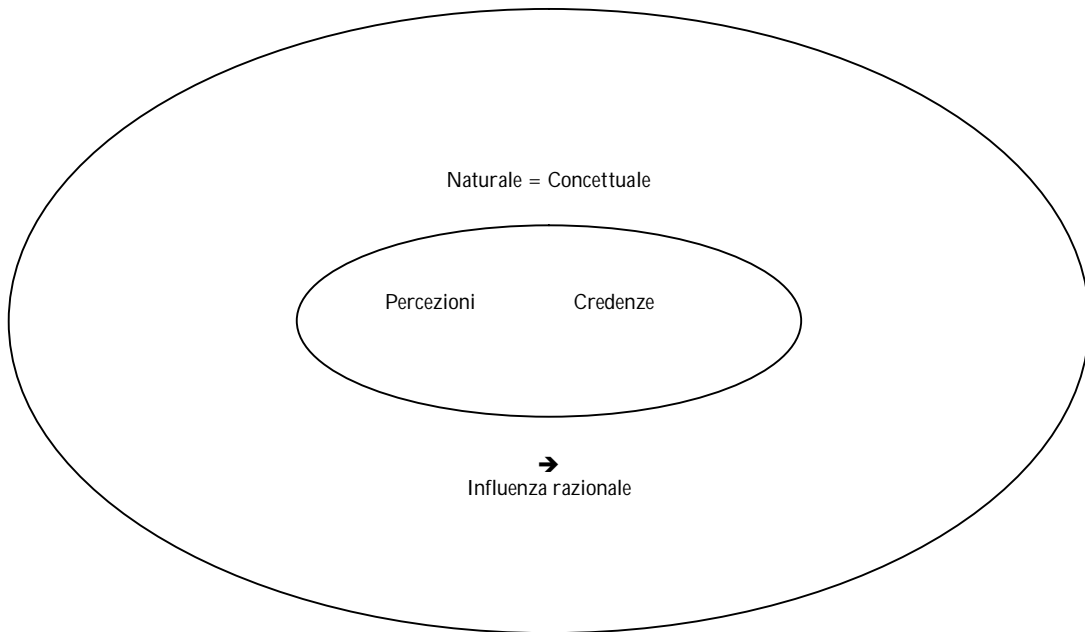 Naturale = Concettuale
Percezioni Credenze
➔
Influenza razionale